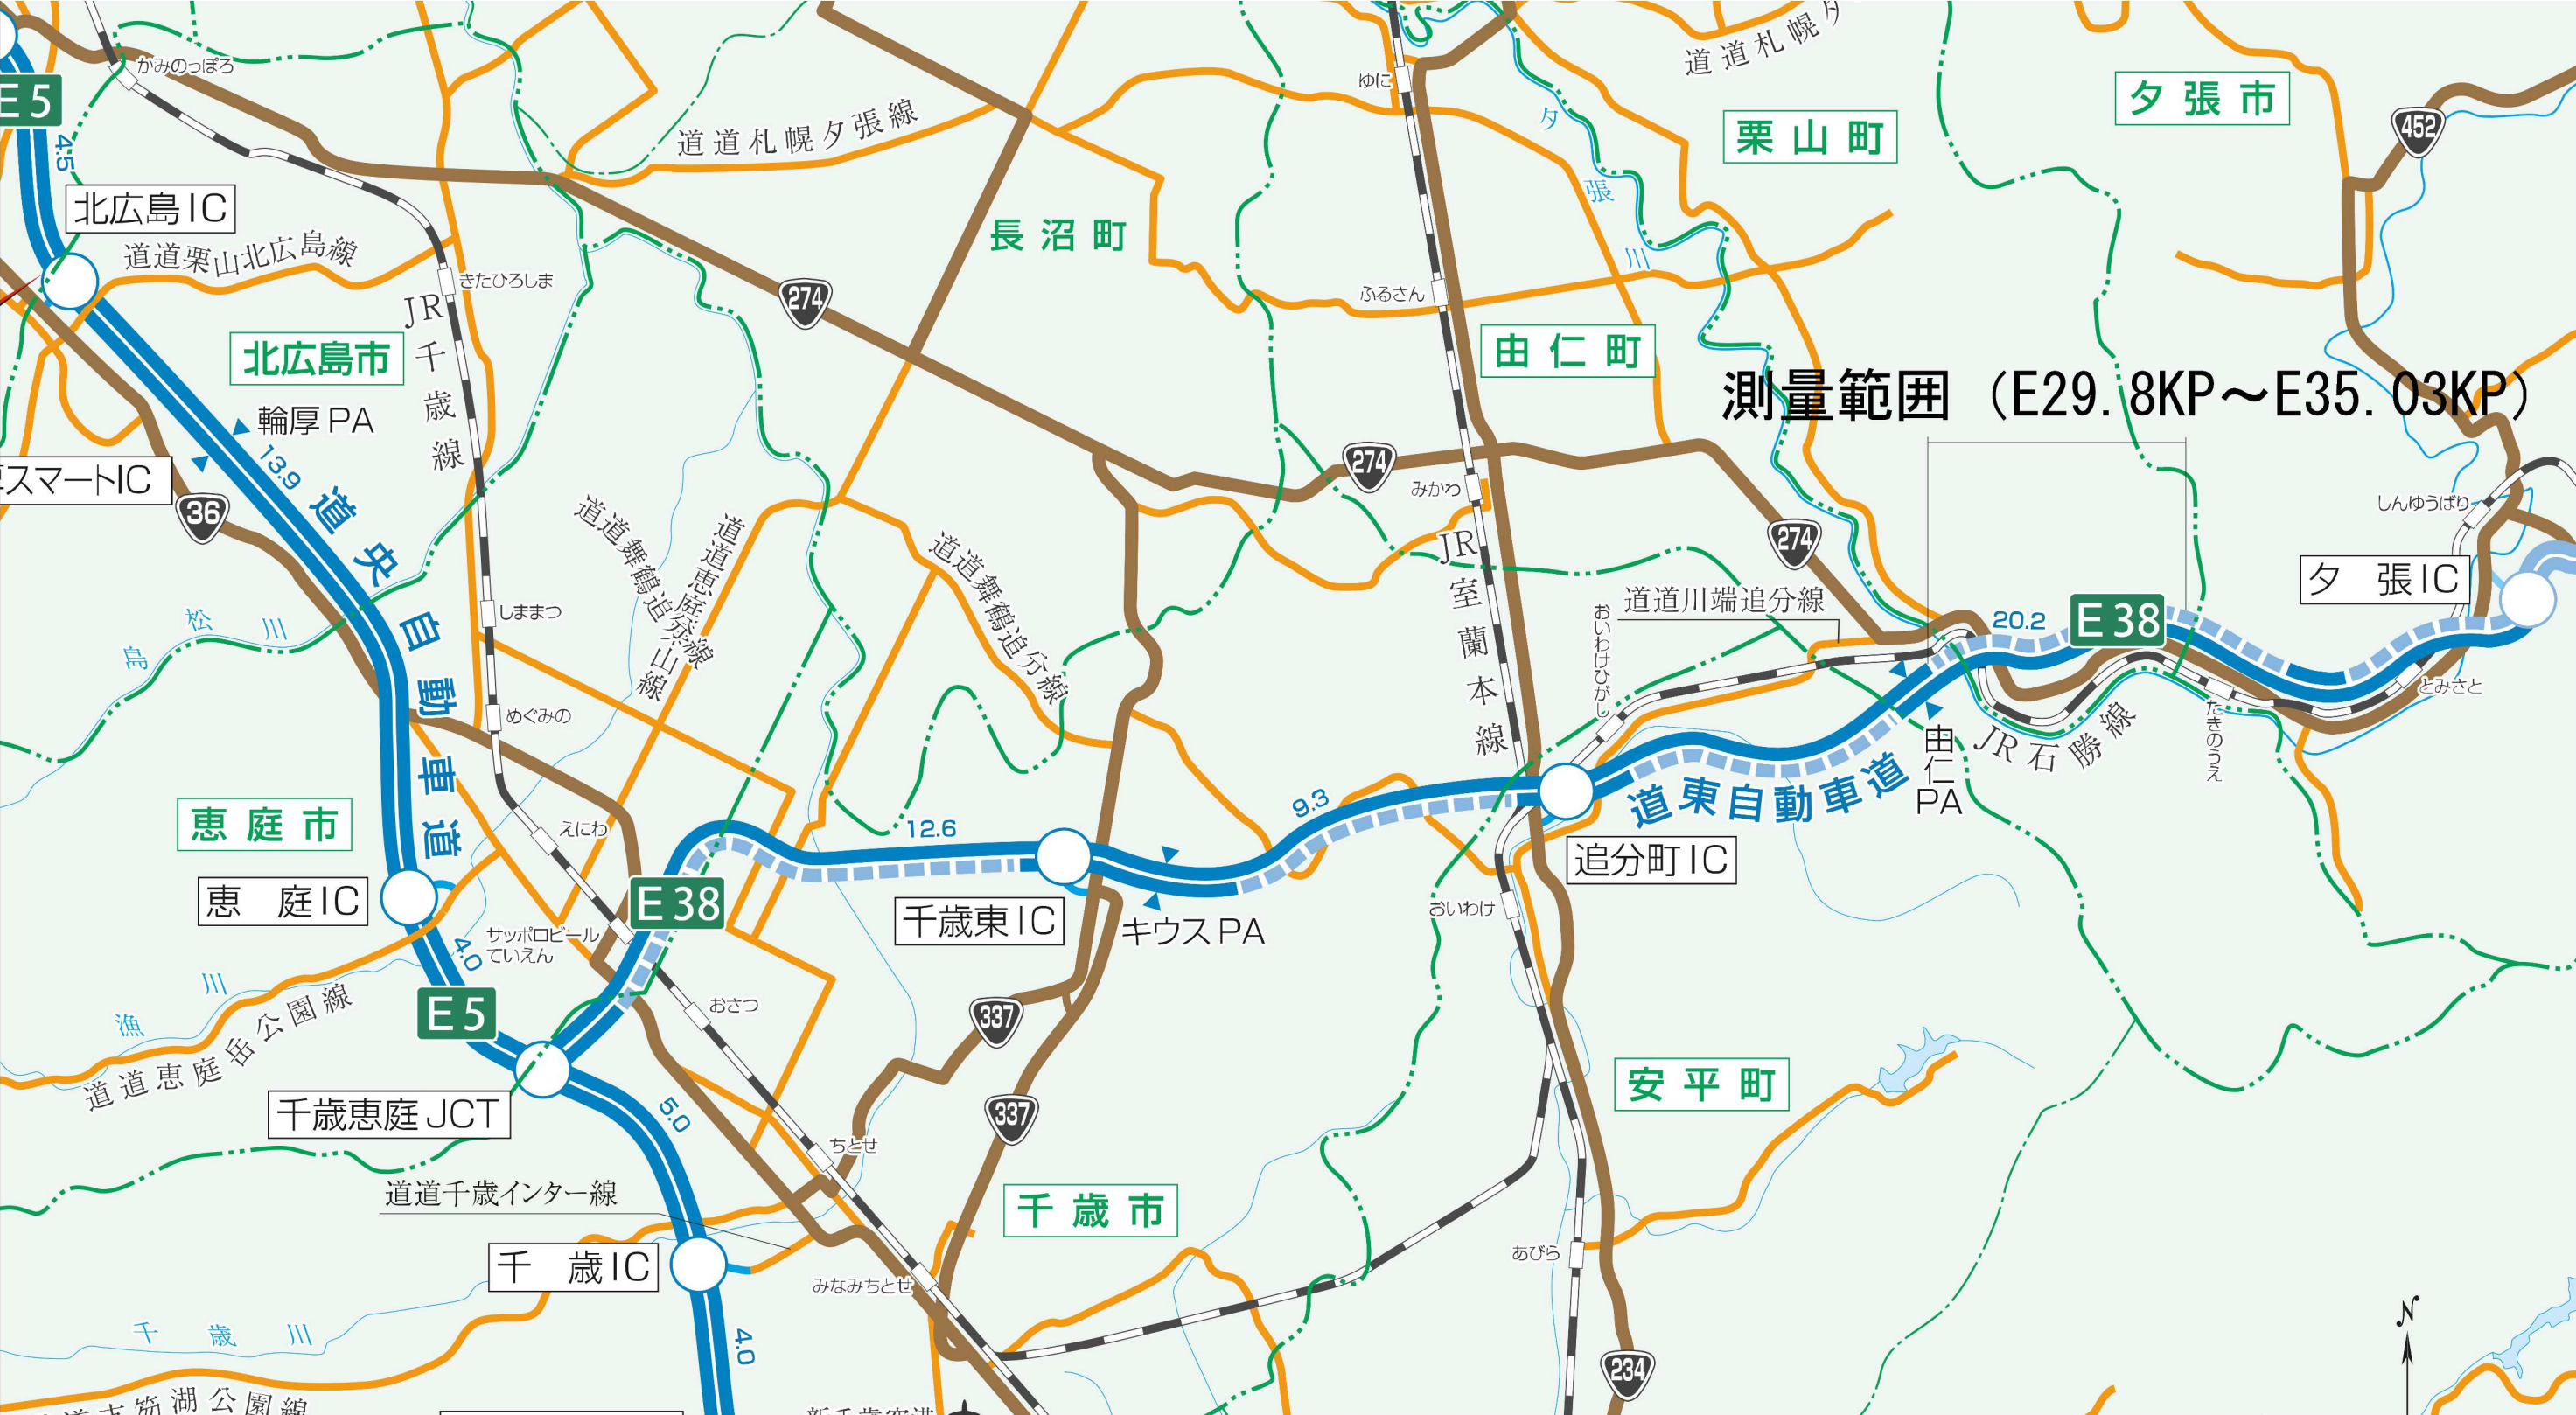 かみのっぽろ
E5
4.5
北広島IC
道道栗山北広島線
きたひろしま
JR千歳線
北広島市
輪厚PA
13.9
スマートIC
36
道央自動車道
道道札幌夕張線
274
長沼町
ゆに
夕張川
道道札幌夕
栗山町
夕張市
452
ふるさん
由仁町
測量範囲（E29.8KP～E35.03KP）
274
みかわ
JR室蘭本線
274
しんゆうばり
夕 張IC
道道川端追分線
おいわけひがし
20.2
E38
とみさと
たきのうえ
JR石勝線
由仁PA
道東自動車道
島松川
しままつ
めぐみの
道道舞鶴追分線
道道恵庭
山線
道道舞鶴追分線
恵庭市
えにわ
恵 庭IC
4.0
サッポロビール
ていえん
E38
12.6
千歳東IC
キウスPA
9.3
追分町IC
おいわけ
E5
漁川
道道恵庭岳公園線
おさつ
337
千歳恵庭JCT
5.0
337
安平町
ちとせ
道道千歳インター線
千歳市
千 歳IC
みなみちとせ
あびら
千歳川
4.0
234
N
笏湖公園線
新千歳空港